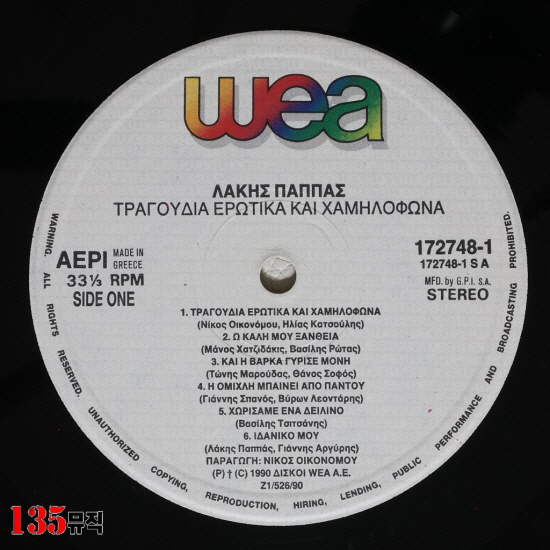 wea
ΛΑΚΗΣ ΠΑΠΠΑΣ
ΤΡΑΓΟΥΔΙΑ ΕΡΩΤΙΚΑ ΚΑΙ ΧΑΜΗΛΟΦΩΝΑ
AEPI MADE IN GREECE
33⅓ RPM
SIDE ONE
172748-1
172748-1 S A
MFD. by G.P.I. S.A.
STEREO
1. ΤΡΑΓΟΥΔΙΑ ΕΡΩΤΙΚΑ ΚΑΙ ΧΑΜΗΛΟΦΩΝΑ
(Νίκος Οικονόμου, Ηλίας Κατσούλης)
2. Ω ΚΑΛΗ ΜΟΥ ΞΑΝΘΕΙΑ
(Μάνος Χατζιδάκις, Βασίλης Ρώτας)
3. ΚΑΙ Η ΒΑΡΚΑ ΓΥΡΙΣΕ ΜΟΝΗ
(Τώνης Μαρούδας, Θάνος Σοφός)
4. Η ΟΜΙΧΛΗ ΜΠΑΙΝΕΙ ΑΠΟ ΠΑΝΤΟΥ
(Γιάννης Σπανός, Βύρων Λεοντάρης)
5. ΧΩΡΙΣΑΜΕ ΕΝΑ ΔΕΙΛΙΝΟ
(Βασίλης Τσιτσάνης)
6. ΙΔΑΝΙΚΟ ΜΟΥ
(Λάκης Παππάς, Γιάννης Αργύρης)
ΠΑΡΑΓΩΓΗ: ΝΙΚΟΣ ΟΙΚΟΝΟΜΟΥ
(P) † (C) 1990 ΔΙΣΚΟΙ WEA A.E.
Z1/526/90
WARNING. ALL RIGHTS RESERVED. UNAUTHORIZED COPYING, REPRODUCTION, HIRING, LENDING, PUBLIC PERFORMANCE AND BROADCASTING PROHIBITED.
135뮤직